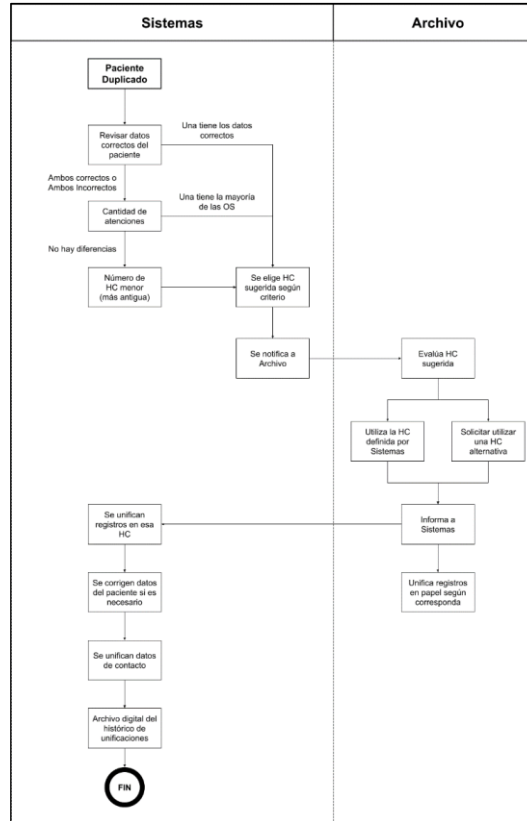 Sistemas
Archivo
Paciente
Duplicado
Revisar datos
correctos del
paciente
Una tiene los datos
correctos
Ambos correctos o
Ambos Incorrectos
Cantidad de
atenciones
Una tiene la mayoría
de las OS
No hay diferencias
Número de
HC menor
(más antigua)
Se elige HC
sugerida según
criterio
Se notifica a
Archivo
Evalúa HC
sugerida
Utiliza la HC
definida por
Sistemas
Solicitar utilizar
una HC
alternativa
Se unifican
registros en esa
HC
Informa a
Sistemas
Se corrigen datos
del paciente si es
necesario
Unifica registros
en papel según
corresponda
Se unifican datos
de contacto
Archivo digital del
histórico de
unificaciones
FIN